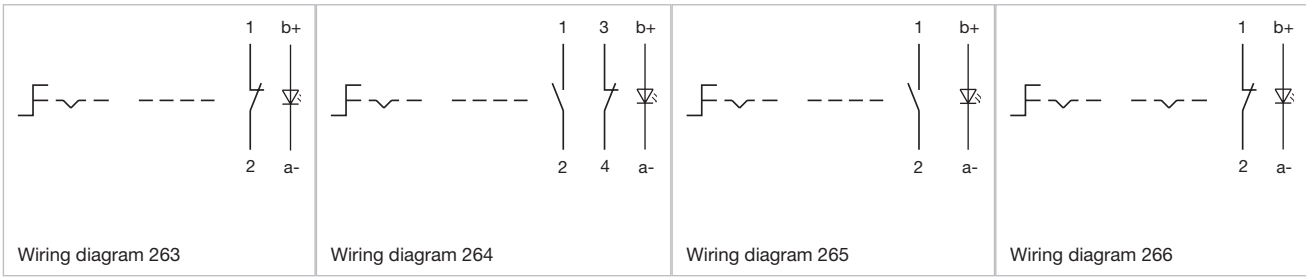 1 b+
2 a-
Wiring diagram 263
1 3 b+
2 4 a-
Wiring diagram 264
1 b+
2 a-
Wiring diagram 265
1 b+
2 a-
Wiring diagram 266